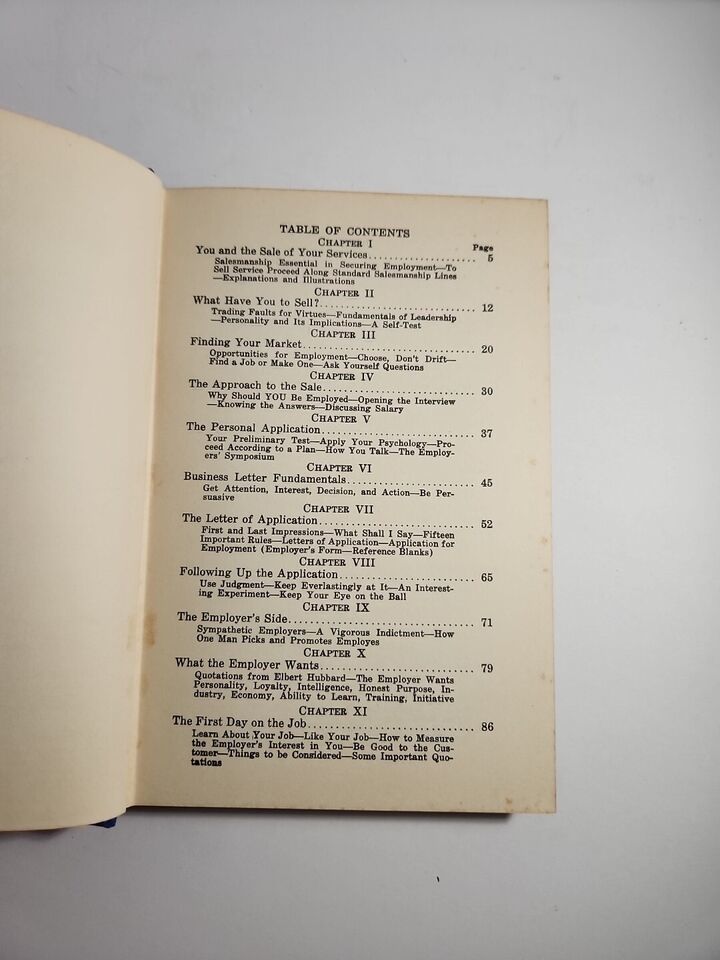 TABLE OF CONTENTS
CHAPTER I
Page
You and the Sale of Your Services.................... 5
Salesmanship Essential in Securing Employment—To
Sell Service Proceed Along Standard Salesmanship Lines
—Explanations and Illustrations
CHAPTER II
What Have You to Sell?............................ 12
Trading Faults for Virtues—Fundamentals of Leadership
—Personality and Its Implications—A Self-Test
CHAPTER III
Finding Your Market............................... 20
Opportunities for Employment—Choose, Don't Drift—
Find a Job or Make One—Ask Yourself Questions
CHAPTER IV
The Approach to the Sale............................ 30
Why Should YOU Be Employed—Opening the Interview
—Knowing the Answers—Discussing Salary
CHAPTER V
The Personal Application............................ 37
Your Preliminary Test—Apply Your Psychology—Pro-
ceed According to a Plan—How You Talk—The Employ-
ers' Symposium
CHAPTER VI
Business Letter Fundamentals........................ 45
Get Attention, Interest, Decision, and Action—Be Per-
suasive
CHAPTER VII
The Letter of Application............................ 52
First and Last Impressions—What Shall I Say—Fifteen
Important Rules—Letters of Application—Application for
Employment (Employer's Form—Reference Blanks)
CHAPTER VIII
Following Up the Application......................... 65
Use Judgment—Keep Everlastingly at It—An Interest-
ing Experiment—Keep Your Eye on the Ball
CHAPTER IX
The Employer's Side................................. 71
Sympathetic Employers—A Vigorous Indictment—How
One Man Picks and Promotes Employes
CHAPTER X
What the Employer Wants............................ 79
Quotations from Elbert Hubbard—The Employer Wants
Personality, Loyalty, Intelligence, Honest Purpose, In-
dustry, Economy, Ability to Learn, Training, Initiative
CHAPTER XI
The First Day on the Job............................. 86
Learn About Your Job—Like Your Job—How to Measure
the Employer's Interest in You—Be Good to the Cus-
tomer—Things to be Considered—Some Important Quo-
tations